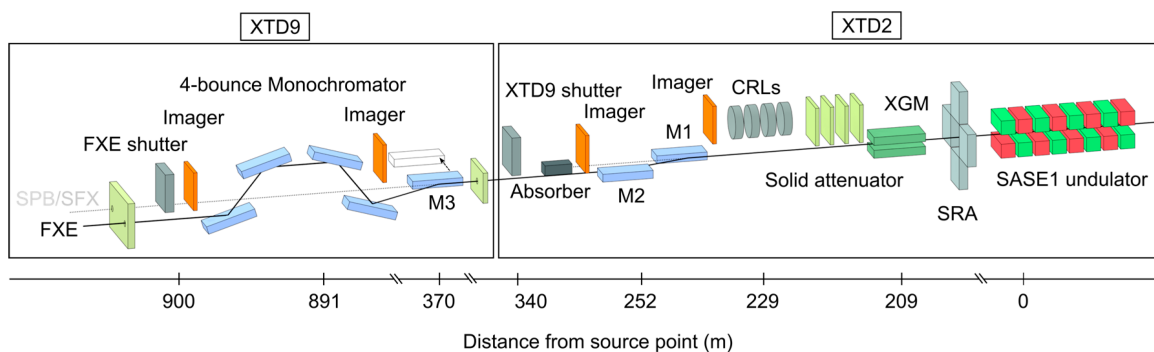 XTD9
XTD2
4-bounce Monochromator
Imager
FXE shutter
Imager
XTD9 shutter
Imager
Imager
CRLs
XGM
M1
SPB/SFX
FXE
M3
Absorber
M2
Solid attenuator
SRA
SASE1 undulator
900
891
370
340
252
229
209
0
Distance from source point (m)